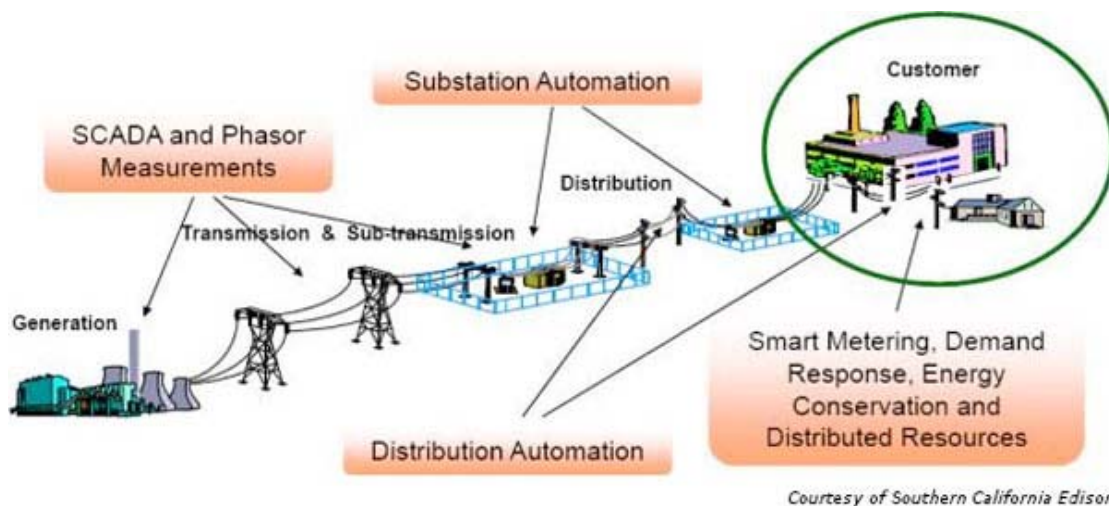 Substation Automation
Customer
SCADA and Phasor
Measurements
Distribution
Transmission & Sub-transmission
Generation
Smart Metering, Demand
Response, Energy
Conservation and
Distributed Resources
Distribution Automation
Courtesy of Southern California Edison